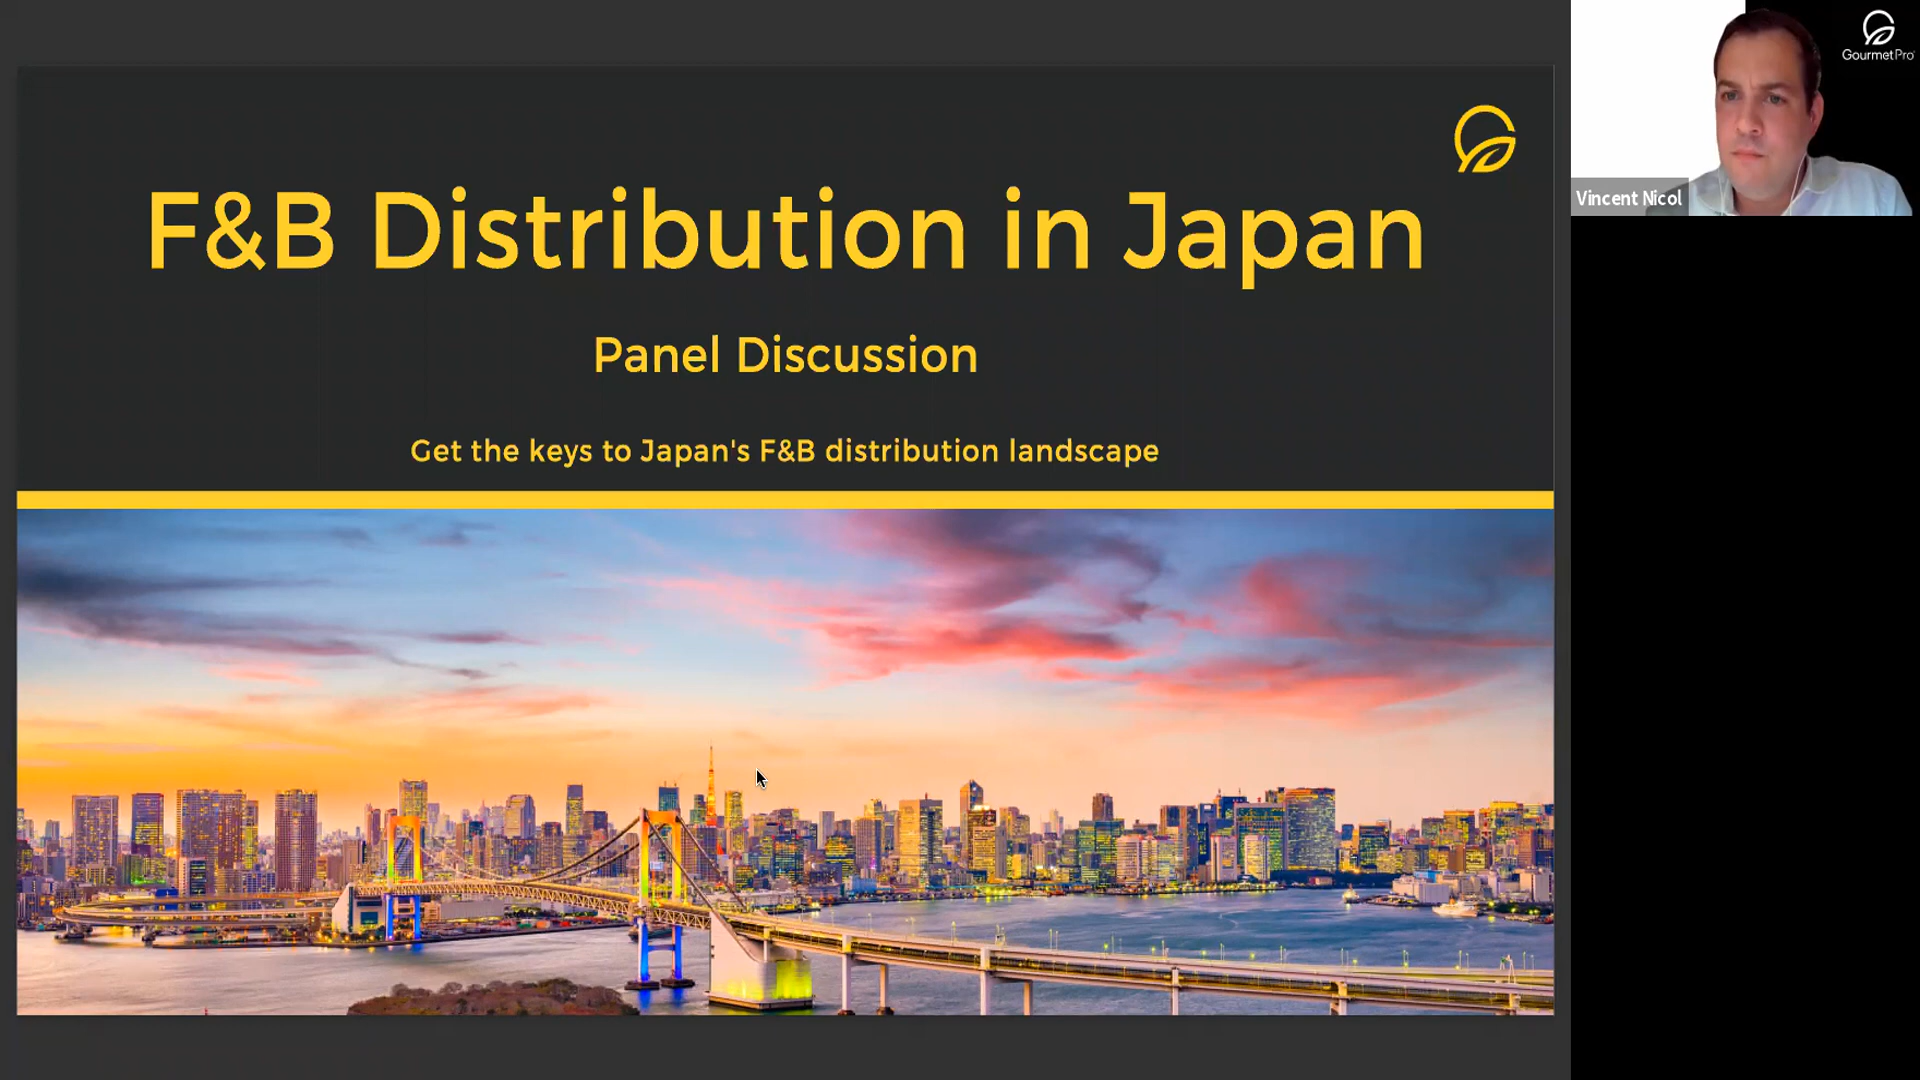 F&B Distribution in Japan
Panel Discussion
Get the keys to Japan's F&B distribution landscape
GourmetPro
Vincent Nicol